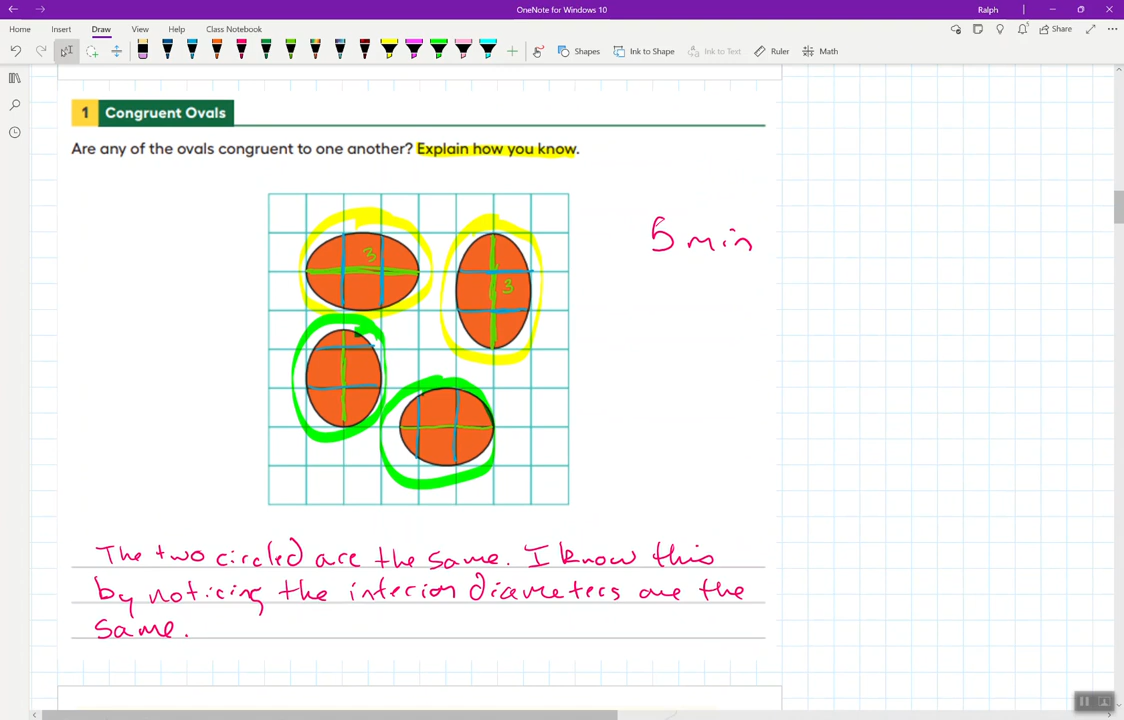 OneNote for Windows 10
Ralph
Home
Insert
Draw
View
Help
Class Notebook
Share
Shapes
Ink to Shape
Ink to Text
Ruler
Math
1 Congruent Ovals
Are any of the ovals congruent to one another? Explain how you know.
3
3
5 min
The two circled are the same. I know this
by noticing the interior diameters are the
same.